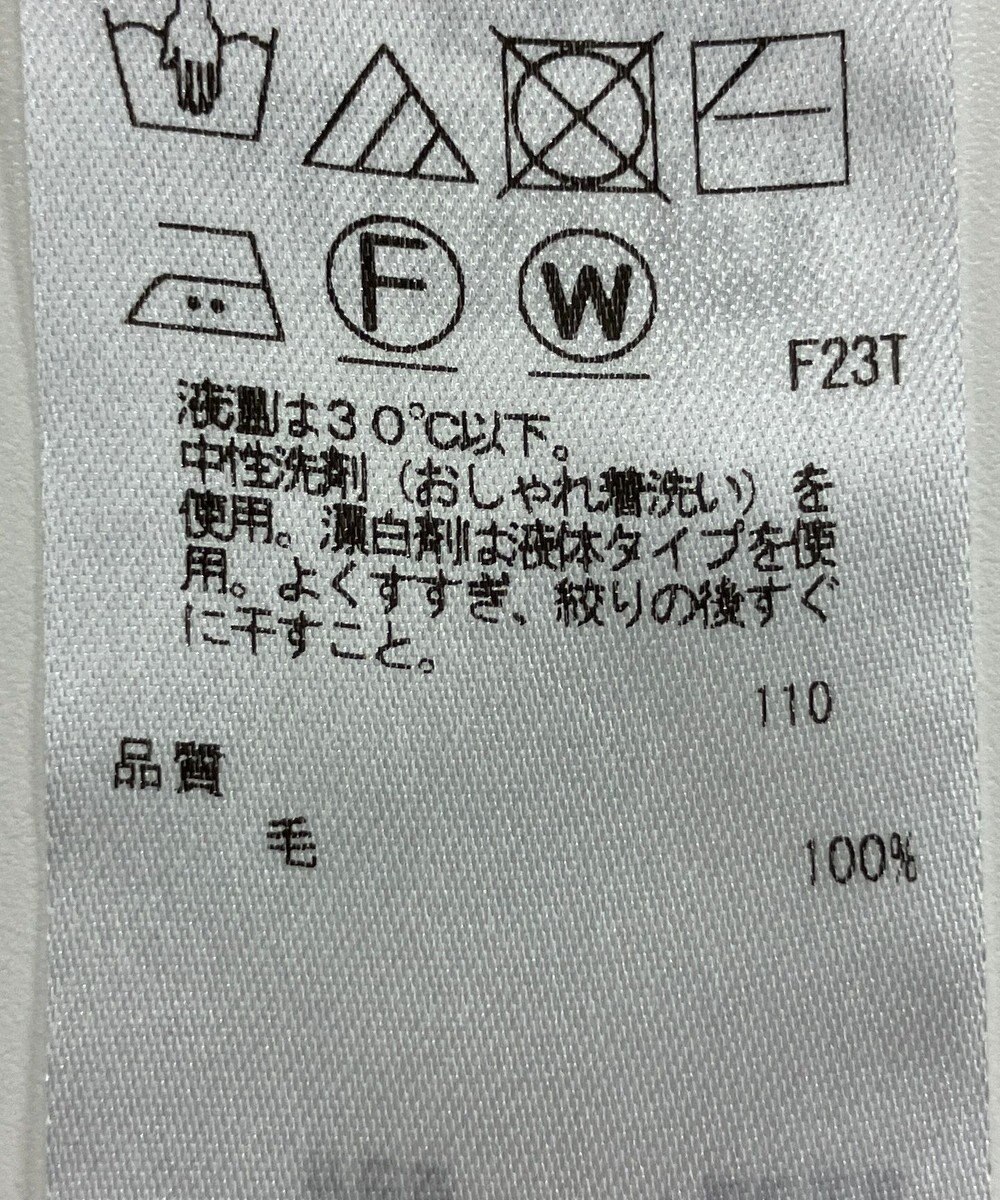 F
W
F23T
液温は30℃以下。
中性洗剤（おしゃれ着洗い）を
使用。漂白剤は液体タイプを使
用。よくすすぎ、絞りの後すぐ
に干すこと。
110
品質
毛 100%